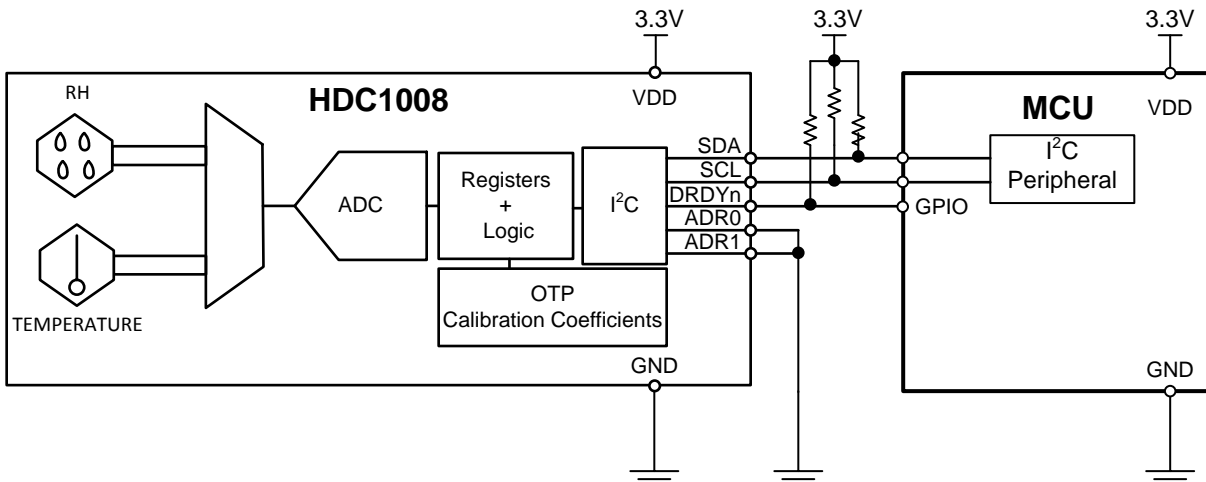 3.3V
3.3V
3.3V
RH
HDC1008
VDD
MCU
VDD
SDA
SCL
DRDYn
ADR0
ADR1
ADC
Registers
+
Logic
I²C
I²C
Peripheral
GPIO
TEMPERATURE
OTP
Calibration Coefficients
GND
GND